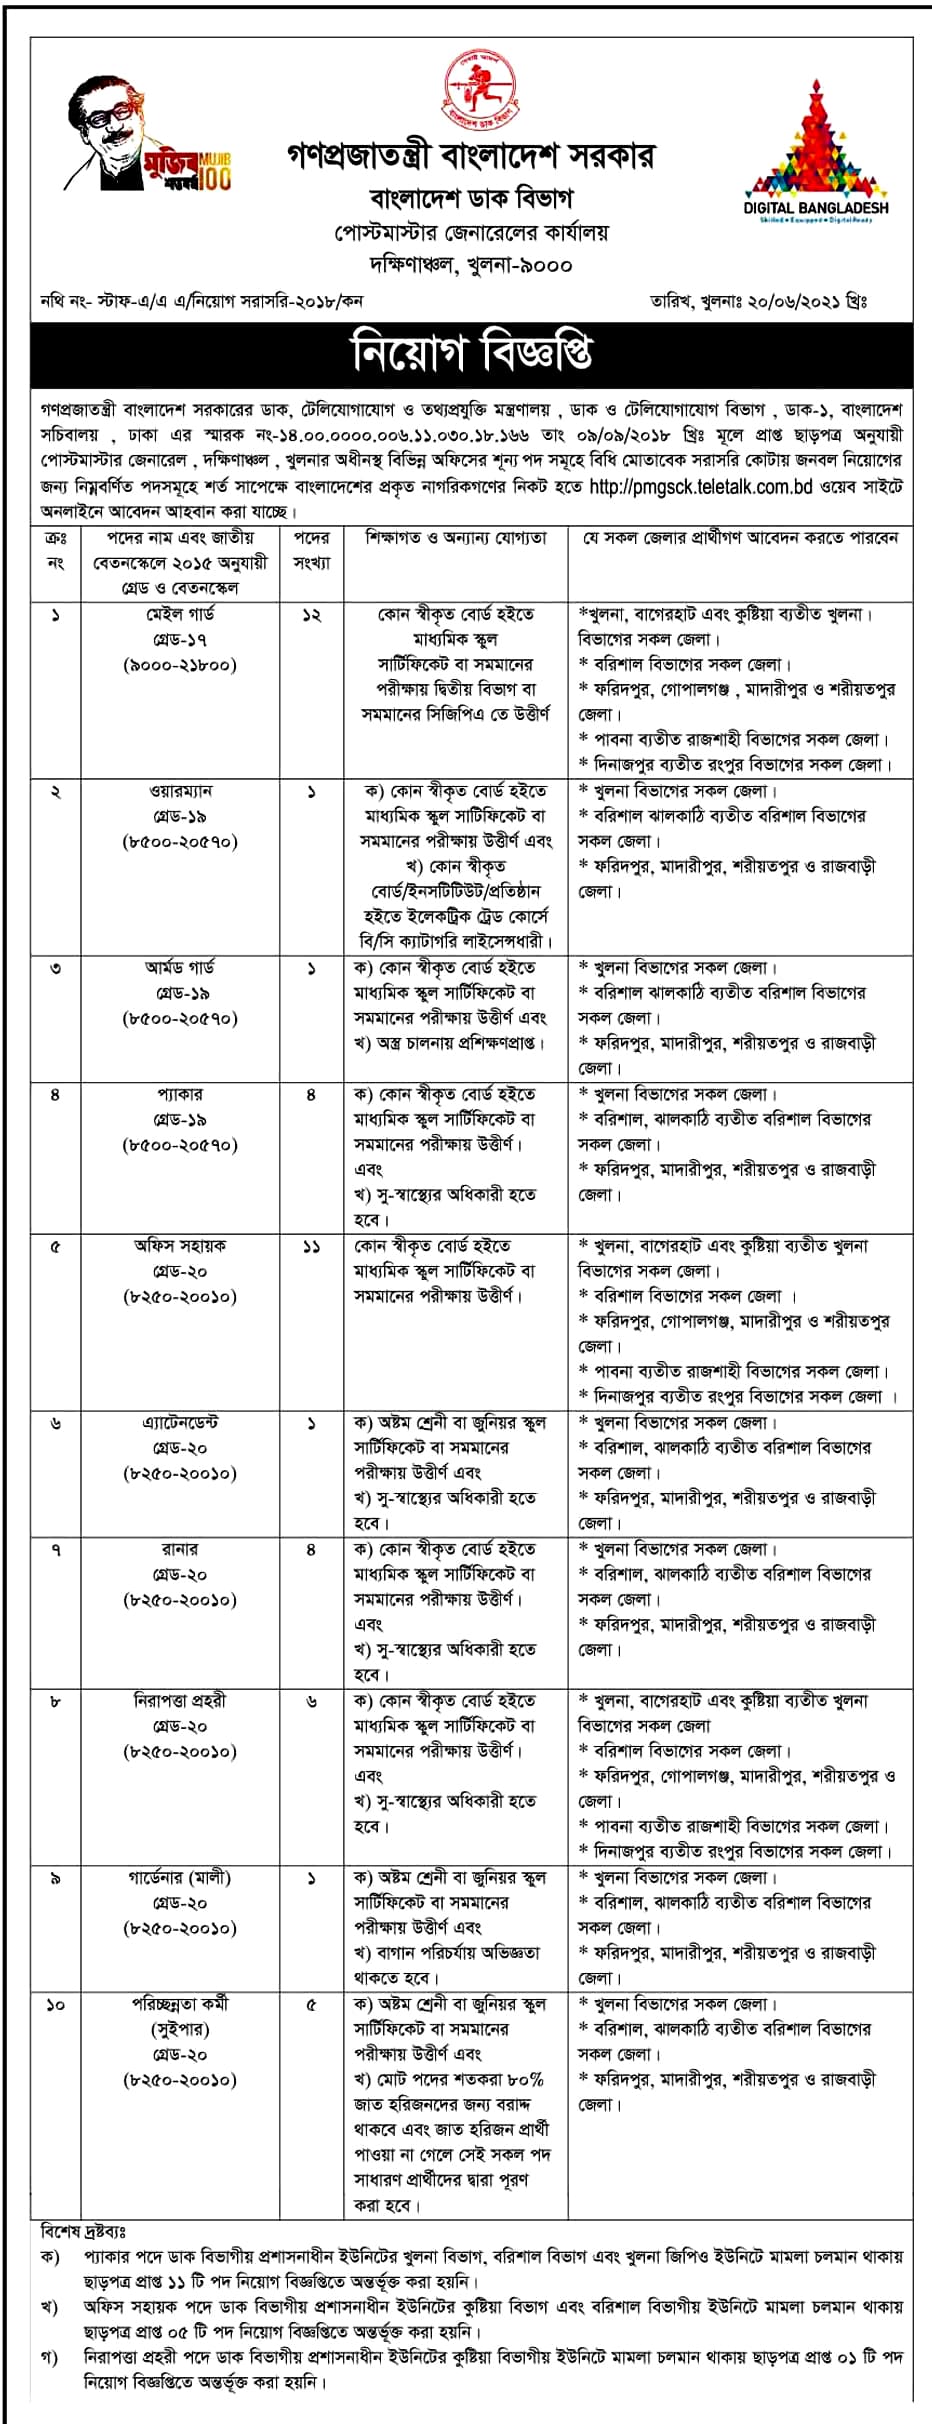 সেবাই আদর্শ
বাংলাদেশ ডাক বিভাগ
মুজিব MUJIB
শতবর্ষ 100
গণপ্রজাতন্ত্রী বাংলাদেশ সরকার
বাংলাদেশ ডাক বিভাগ
পোস্টমাস্টার জেনারেলের কার্যালয়
দক্ষিণাঞ্চল, খুলনা-৯০০০
DIGITAL BANGLADESH
Skilled • Equipped • Digital Ready
নথি নং- স্টাফ-এ/এ এ/নিয়োগ সরাসরি-২০১৮/কন
তারিখ, খুলনাঃ ২০/০৬/২০২১ খ্রিঃ
নিয়োগ বিজ্ঞপ্তি
গণপ্রজাতন্ত্রী বাংলাদেশ সরকারের ডাক, টেলিযোগাযোগ ও তথ্যপ্রযুক্তি মন্ত্রণালয় , ডাক ও টেলিযোগাযোগ বিভাগ , ডাক-১, বাংলাদেশ
সচিবালয় , ঢাকা এর স্মারক নং-১৪.০০.০০০০.০০৬.১১.০৩০.১৮.১৬৬ তাং ০৯/০৯/২০১৮ খ্রিঃ মূলে প্রাপ্ত ছাড়পত্র অনুযায়ী
পোস্টমাস্টার জেনারেল , দক্ষিণাঞ্চল , খুলনার অধীনস্থ বিভিন্ন অফিসের শূন্য পদ সমূহে বিধি মোতাবেক সরাসরি কোটায় জনবল নিয়োগের
জন্য নিম্নবর্ণিত পদসমূহে শর্ত সাপেক্ষে বাংলাদেশের প্রকৃত নাগরিকগণের নিকট হতে http://pmgsck.teletalk.com.bd ওয়েব সাইটে
অনলাইনে আবেদন আহবান করা যাচ্ছে।
ক্রঃ
নং
পদের নাম এবং জাতীয়
বেতনস্কেলে ২০১৫ অনুযায়ী
গ্রেড ও বেতনস্কেল
পদের
সংখ্যা
শিক্ষাগত ও অন্যান্য যোগ্যতা
যে সকল জেলার প্রার্থীগণ আবেদন করতে পারবেন
১
মেইল গার্ড
গ্রেড-১৭
(৯০০০-২১৮০০)
১২
কোন স্বীকৃত বোর্ড হইতে
মাধ্যমিক স্কুল
সার্টিফিকেট বা সমমানের
পরীক্ষায় দ্বিতীয় বিভাগ বা
সমমানের সিজিপিএ তে উত্তীর্ণ
*খুলনা, বাগেরহাট এবং কুষ্টিয়া ব্যতীত খুলনা।
বিভাগের সকল জেলা।
* বরিশাল বিভাগের সকল জেলা।
* ফরিদপুর, গোপালগঞ্জ , মাদারীপুর ও শরীয়তপুর
জেলা।
* পাবনা ব্যতীত রাজশাহী বিভাগের সকল জেলা।
* দিনাজপুর ব্যতীত রংপুর বিভাগের সকল জেলা।
২
ওয়ারম্যান
গ্রেড-১৯
(৮৫০০-২০৫৭০)
১
ক) কোন স্বীকৃত বোর্ড হইতে
মাধ্যমিক স্কুল সাটিফিকেট বা
সমমানের পরীক্ষায় উত্তীর্ণ এবং
খ) কোন স্বীকৃত
বোর্ড/ইনসটিটিউট/প্রতিষ্ঠান
হইতে ইলেকট্রিক ট্রেড কোর্সে
বি/সি ক্যাটাগরি লাইসেন্সধারী।
* খুলনা বিভাগের সকল জেলা।
* বরিশাল ঝালকাঠি ব্যতীত বরিশাল বিভাগের
সকল জেলা।
* ফরিদপুর, মাদারীপুর, শরীয়তপুর ও রাজবাড়ী
জেলা।
৩
আর্মড গার্ড
গ্রেড-১৯
(৮৫০০-২০৫৭০)
১
ক) কোন স্বীকৃত বোর্ড হইতে
মাধ্যমিক স্কুল সার্টিফিকেট বা
সমমানের পরীক্ষায় উত্তীর্ণ এবং
খ) অস্ত্র চালনায় প্রশিক্ষণপ্রাপ্ত।
* খুলনা বিভাগের সকল জেলা।
* বরিশাল ঝালকাঠি ব্যতীত বরিশাল বিভাগের
সকল জেলা।
* ফরিদপুর, মাদারীপুর, শরীয়তপুর ও রাজবাড়ী
জেলা।
৪
প্যাকার
গ্রেড-১৯
(৮৫০০-২০৫৭০)
৪
ক) কোন স্বীকৃত বোর্ড হইতে
মাধ্যমিক স্কুল সার্টিফিকেট বা
সমমানের পরীক্ষায় উত্তীর্ণ।
এবং
খ) সু-স্বাস্থ্যের অধিকারী হতে
হবে।
* খুলনা বিভাগের সকল জেলা।
* বরিশাল, ঝালকাঠি ব্যতীত বরিশাল বিভাগের
সকল জেলা।
* ফরিদপুর, মাদারীপুর, শরীয়তপুর ও রাজবাড়ী
জেলা।
৫
অফিস সহায়ক
গ্রেড-২০
(৮২৫০-২০০১০)
১১
কোন স্বীকৃত বোর্ড হইতে
মাধ্যমিক স্কুল সার্টিফিকেট বা
সমমানের পরীক্ষায় উত্তীর্ণ।
* খুলনা, বাগেরহাট এবং কুষ্টিয়া ব্যতীত খুলনা
বিভাগের সকল জেলা।
* বরিশাল বিভাগের সকল জেলা ।
* ফরিদপুর, গোপালগঞ্জ, মাদারীপুর ও শরীয়তপুর
জেলা।
* পাবনা ব্যতীত রাজশাহী বিভাগের সকল জেলা।
* দিনাজপুর ব্যতীত রংপুর বিভাগের সকল জেলা ।
৬
এ্যাটেনডেন্ট
গ্রেড-২০
(৮২৫০-২০০১০)
১
ক) অষ্টম শ্রেনী বা জুনিয়র স্কুল
সার্টিফিকেট বা সমমানের
পরীক্ষায় উত্তীর্ণ এবং
খ) সু-স্বাস্থ্যের অধিকারী হতে
হবে।
* খুলনা বিভাগের সকল জেলা।
* বরিশাল, ঝালকাঠি ব্যতীত বরিশাল বিভাগের
সকল জেলা।
* ফরিদপুর, মাদারীপুর, শরীয়তপুর ও রাজবাড়ী
জেলা।
৭
রানার
গ্রেড-২০
(৮২৫০-২০০১০)
৪
ক) কোন স্বীকৃত বোর্ড হইতে
মাধ্যমিক স্কুল সার্টিফিকেট বা
সমমানের পরীক্ষায় উত্তীর্ণ।
এবং
খ) সু-স্বাস্থ্যের অধিকারী হতে
হবে।
* খুলনা বিভাগের সকল জেলা।
* বরিশাল, ঝালকাঠি ব্যতীত বরিশাল বিভাগের
সকল জেলা।
* ফরিদপুর, মাদারীপুর, শরীয়তপুর ও রাজবাড়ী
জেলা।
৮
নিরাপত্তা প্রহরী
গ্রেড-২০
(৮২৫০-২০০১০)
৬
ক) কোন স্বীকৃত বোর্ড হইতে
মাধ্যমিক স্কুল সার্টিফিকেট বা
সমমানের পরীক্ষায় উত্তীর্ণ।
এবং
খ) সু-স্বাস্থ্যের অধিকারী হতে
হবে।
* খুলনা, বাগেরহাট এবং কুষ্টিয়া ব্যতীত খুলনা
বিভাগের সকল জেলা
* বরিশাল বিভাগের সকল জেলা।
* ফরিদপুর, গোপালগঞ্জ, মাদারীপুর, শরীয়তপুর ও
জেলা।
* পাবনা ব্যতীত রাজশাহী বিভাগের সকল জেলা।
* দিনাজপুর ব্যতীত রংপুর বিভাগের সকল জেলা।
৯
গার্ডেনার (মালী)
গ্রেড-২০
(৮২৫০-২০০১০)
১
ক) অষ্টম শ্রেনী বা জুনিয়র স্কুল
সার্টিফিকেট বা সমমানের
পরীক্ষায় উত্তীর্ণ এবং
খ) বাগান পরিচর্যায় অভিজ্ঞতা
থাকতে হবে।
* খুলনা বিভাগের সকল জেলা।
* বরিশাল, ঝালকাঠি ব্যতীত বরিশাল বিভাগের
সকল জেলা।
* ফরিদপুর, মাদারীপুর, শরীয়তপুর ও রাজবাড়ী
জেলা।
১০
পরিচ্ছন্নতা কর্মী
(সুইপার)
গ্রেড-২০
(৮২৫০-২০০১০)
৫
ক) অষ্টম শ্রেনী বা জুনিয়র স্কুল
সার্টিফিকেট বা সমমানের
পরীক্ষায় উত্তীর্ণ এবং
খ) মোট পদের শতকরা ৮০%
জাত হরিজনদের জন্য বরাদ্দ
থাকবে এবং জাত হরিজন প্রার্থী
পাওয়া না গেলে সেই সকল পদ
সাধারণ প্রার্থীদের দ্বারা পূরণ
করা হবে।
* খুলনা বিভাগের সকল জেলা।
* বরিশাল, ঝালকাঠি ব্যতীত বরিশাল বিভাগের
সকল জেলা।
* ফরিদপুর, মাদারীপুর, শরীয়তপুর ও রাজবাড়ী
জেলা।
বিশেষ দ্রষ্টব্যঃ
ক) প্যাকার পদে ডাক বিভাগীয় প্রশাসনাধীন ইউনিটের খুলনা বিভাগ, বরিশাল বিভাগ এবং খুলনা জিপিও ইউনিটে মামলা চলমান থাকায়
ছাড়পত্র প্রাপ্ত ১১ টি পদ নিয়োগ বিজ্ঞপ্তিতে অন্তর্ভূক্ত করা হয়নি।
খ) অফিস সহায়ক পদে ডাক বিভাগীয় প্রশাসনাধীন ইউনিটের কুষ্টিয়া বিভাগ এবং বরিশাল বিভাগীয় ইউনিটে মামলা চলমান থাকায়
ছাড়পত্র প্রাপ্ত ০৫ টি পদ নিয়োগ বিজ্ঞপ্তিতে অন্তর্ভূক্ত করা হয়নি।
গ) নিরাপত্তা প্রহরী পদে ডাক বিভাগীয় প্রশাসনাধীন ইউনিটের কুষ্টিয়া বিভাগীয় ইউনিটে মামলা চলমান থাকায় ছাড়পত্র প্রাপ্ত ০১ টি পদ
নিয়োগ বিজ্ঞপ্তিতে অন্তর্ভূক্ত করা হয়নি।